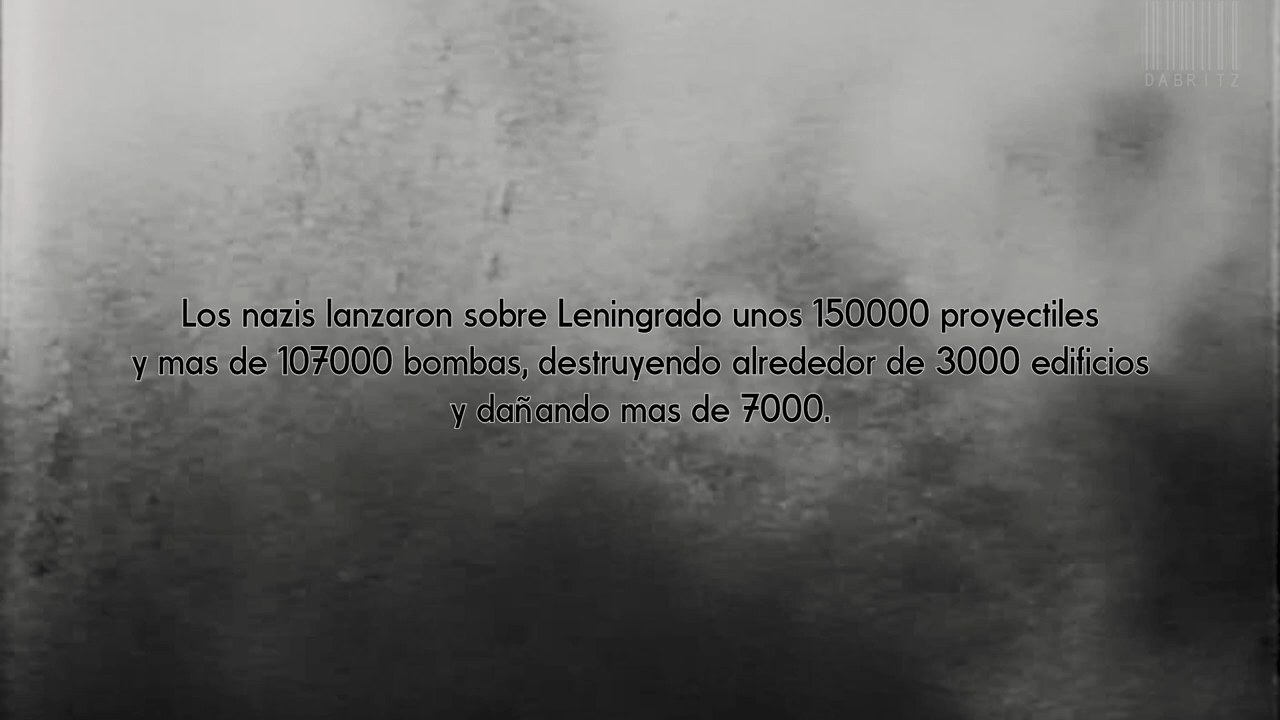 DABRITZ
Los nazis lanzaron sobre Leningrado unos 150000 proyectiles
y mas de 107000 bombas, destruyendo alrededor de 3000 edificios
y dañando mas de 7000.